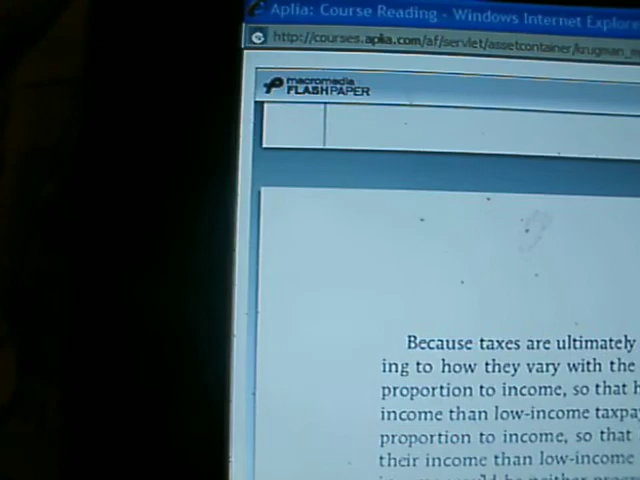 Aplia: Course Reading - Windows Internet Explorer
http://courses.aplia.com/af/servlet/assetcontainer/krugman_
macromedia
FLASHPAPER
Because taxes are ultimately
ing to how they vary with the
proportion to income, so that h
income than low-income taxpa
proportion to income, so that
their income than low-income